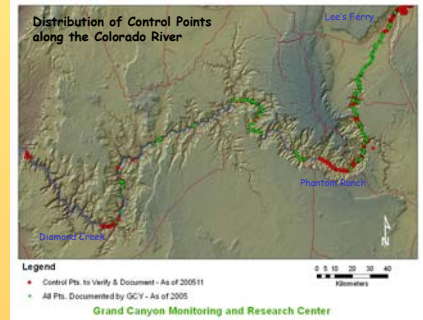 Distribution of Control Points
along the Colorado River
Lee's Ferry
Phantom Ranch
Diamond Creek
N
Legend
Control Pts. to Verify & Document - As of 200511
All Pts. Documented by GCY - As of 2005
0 5 10 20 30 40
Kilometers
Grand Canyon Monitoring and Research Center